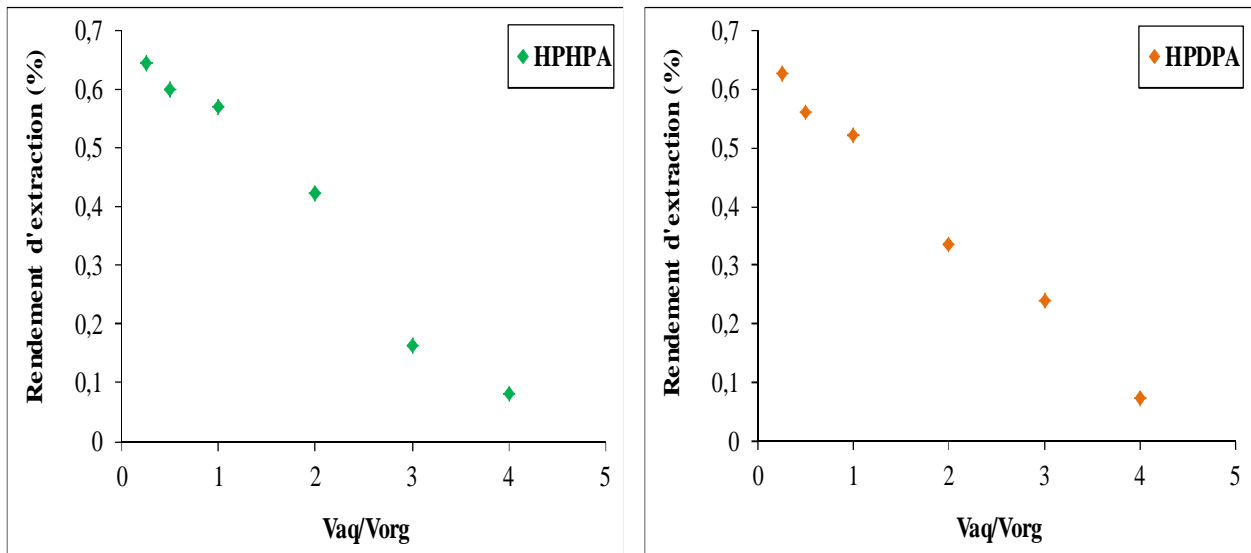 Rendement d'extraction (%)
0,7
0,6
0,5
0,4
0,3
0,2
0,1
0
HPHPA
0 1 2 3 4 5
Vaq/Vorg
Rendement d'extraction (%)
0,7
0,6
0,5
0,4
0,3
0,2
0,1
0
HPDPA
0 1 2 3 4 5
Vaq/Vorg